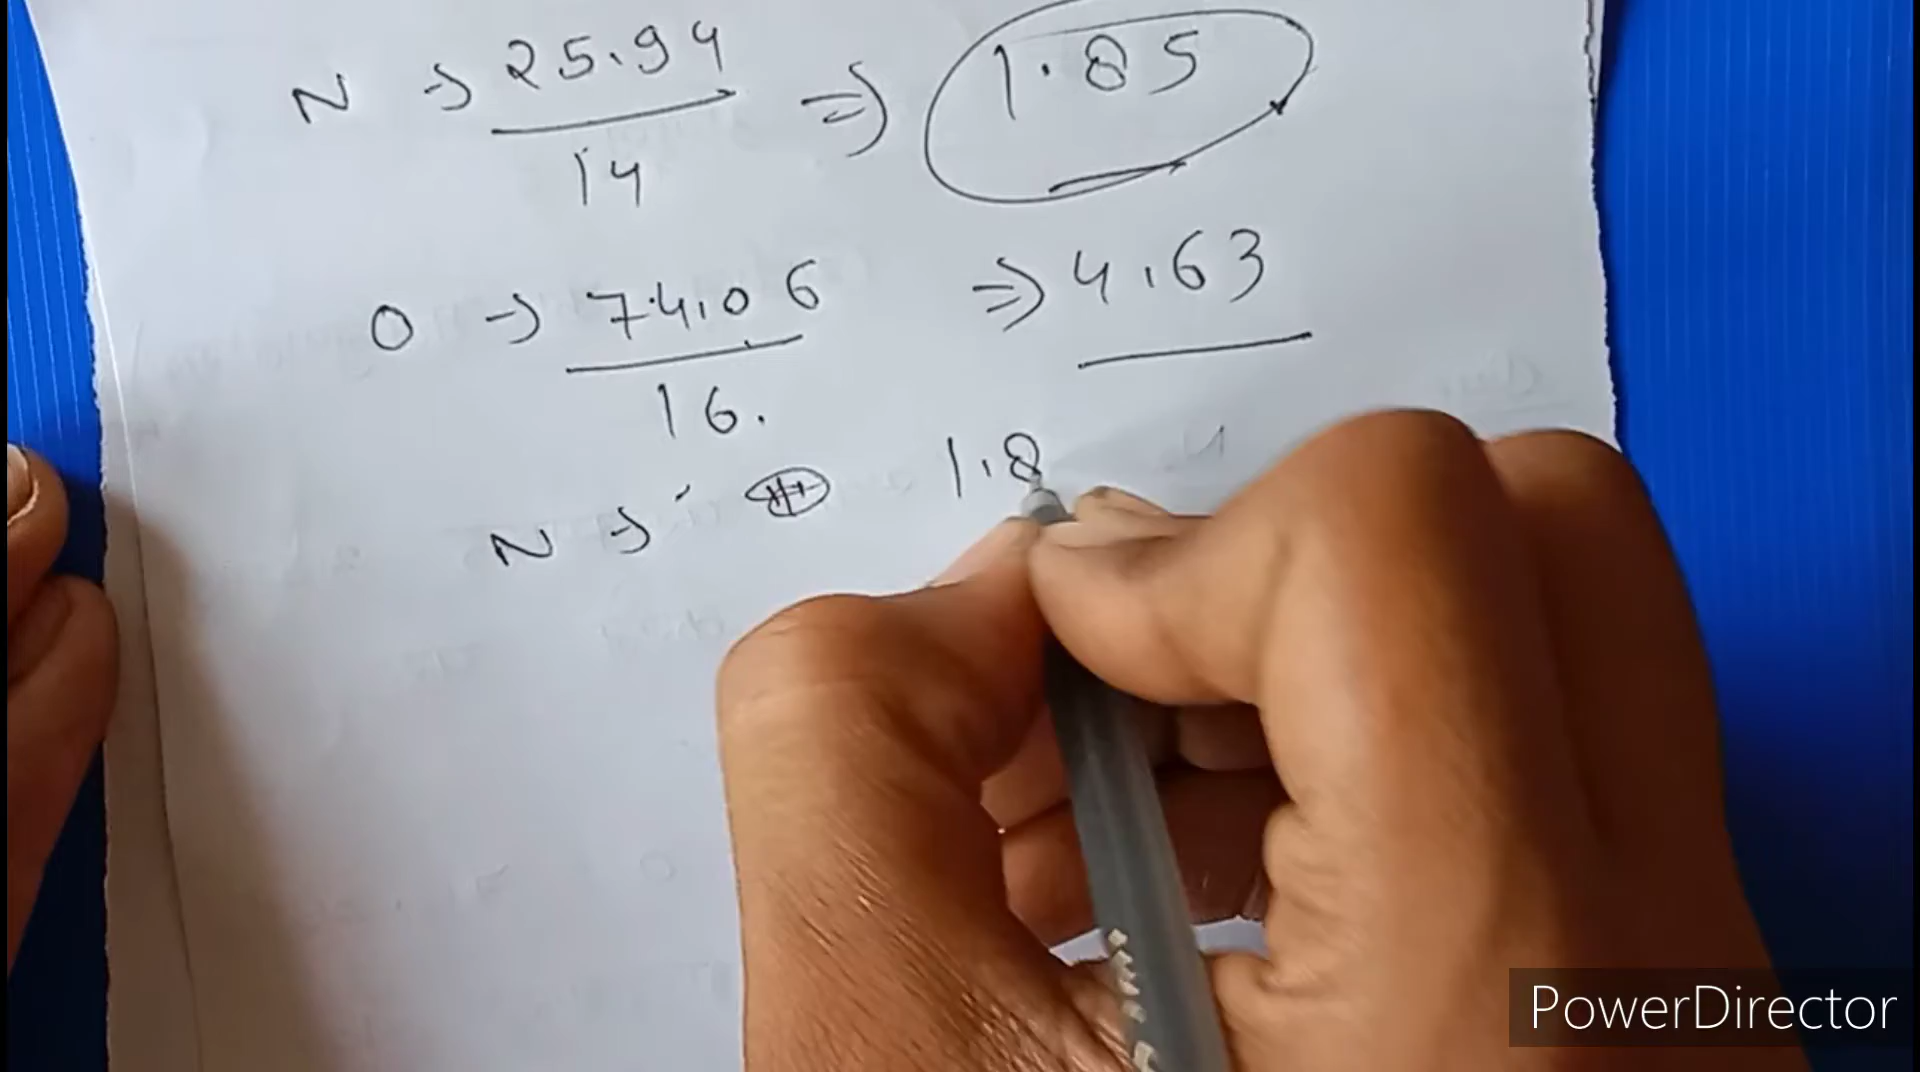 N → 25.94 ⇒ 1.85
14
O → 74.06 ⇒ 4.63
16.
N → 1.8
PowerDirector